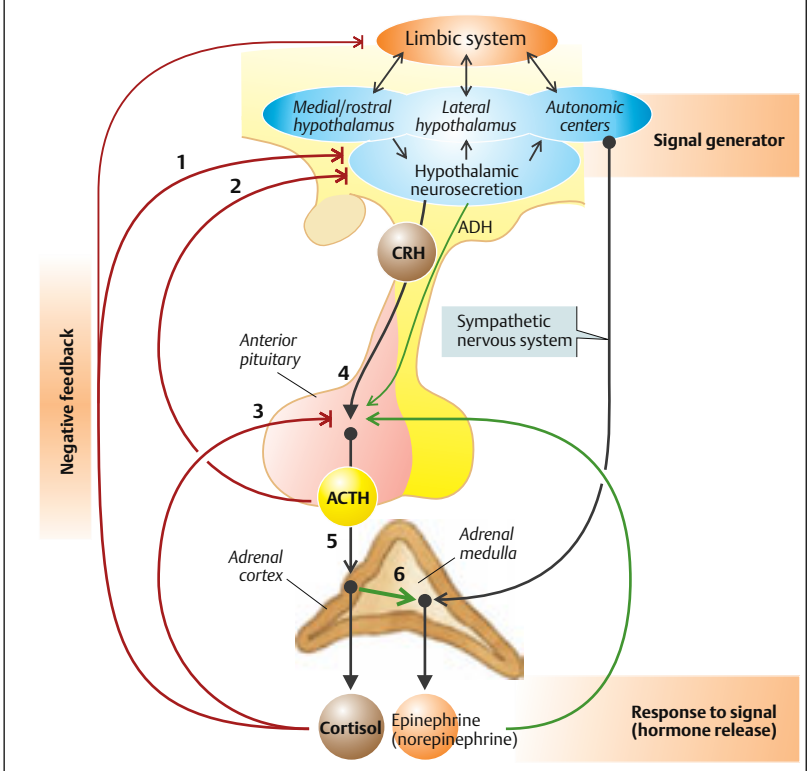 Limbic system
Medial/rostral
hypothalamus
Lateral
hypothalamus
Autonomic
centers
Signal generator
1
2
Hypothalamic
neurosecretion
ADH
CRH
Sympathetic
nervous system
Anterior
pituitary
Negative feedback
4
3
ACTH
5
Adrenal
cortex
6
Adrenal
medulla
Cortisol
Epinephrine
(norepinephrine)
Response to signal
(hormone release)